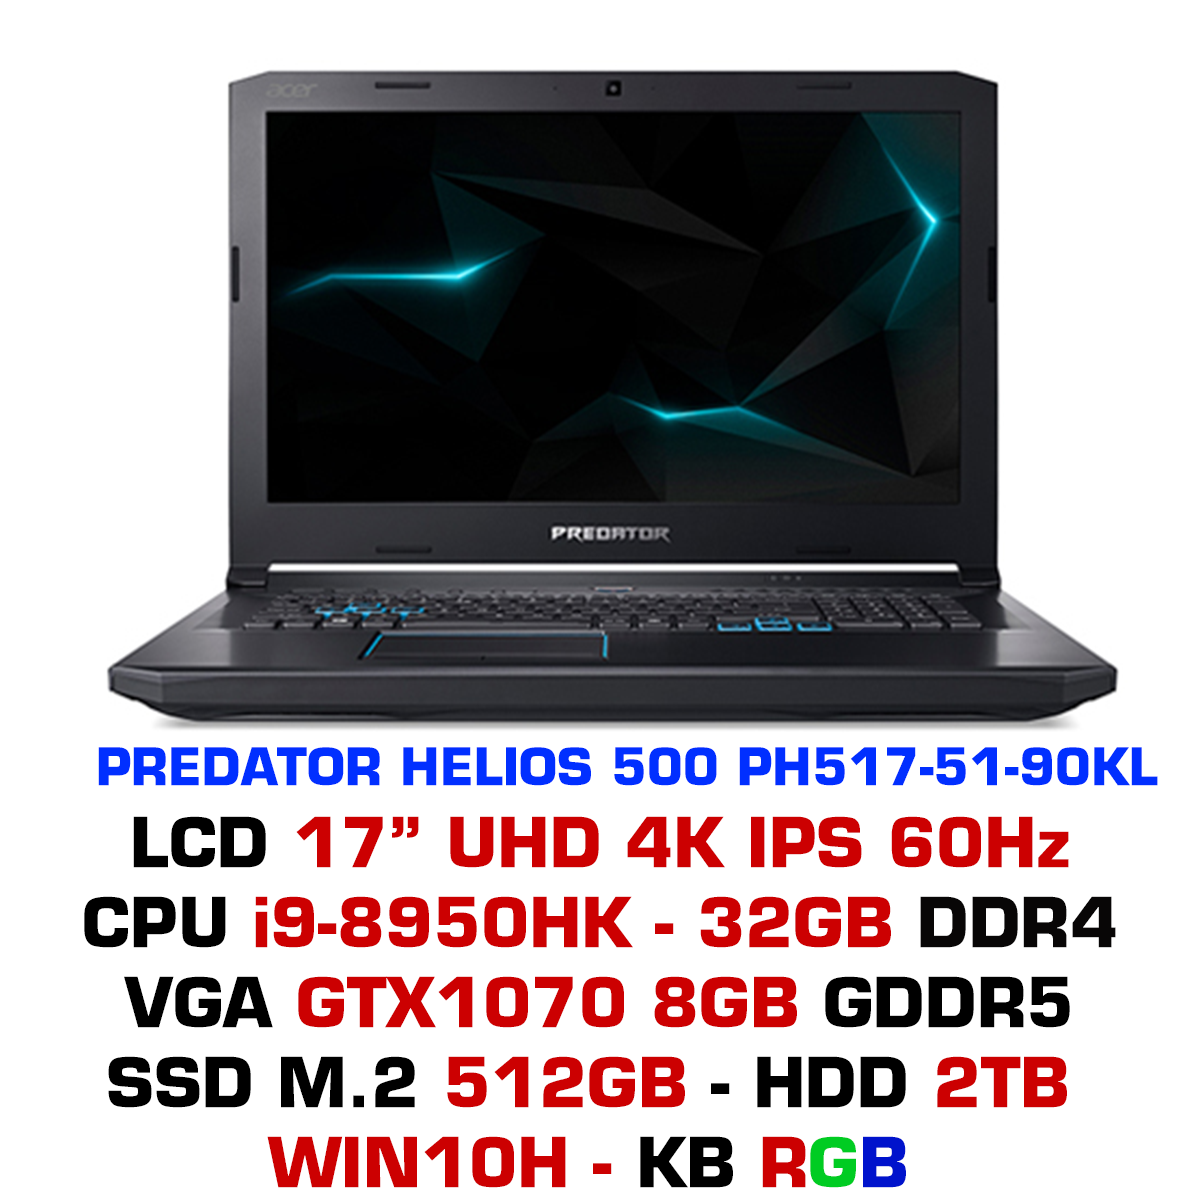 acer
PREDATOR
PREDATOR HELIOS 500 PH517-51-90KL
LCD 17” UHD 4K IPS 60Hz
CPU i9-8950HK - 32GB DDR4
VGA GTX1070 8GB GDDR5
SSD M.2 512GB - HDD 2TB
WIN10H - KB RGB